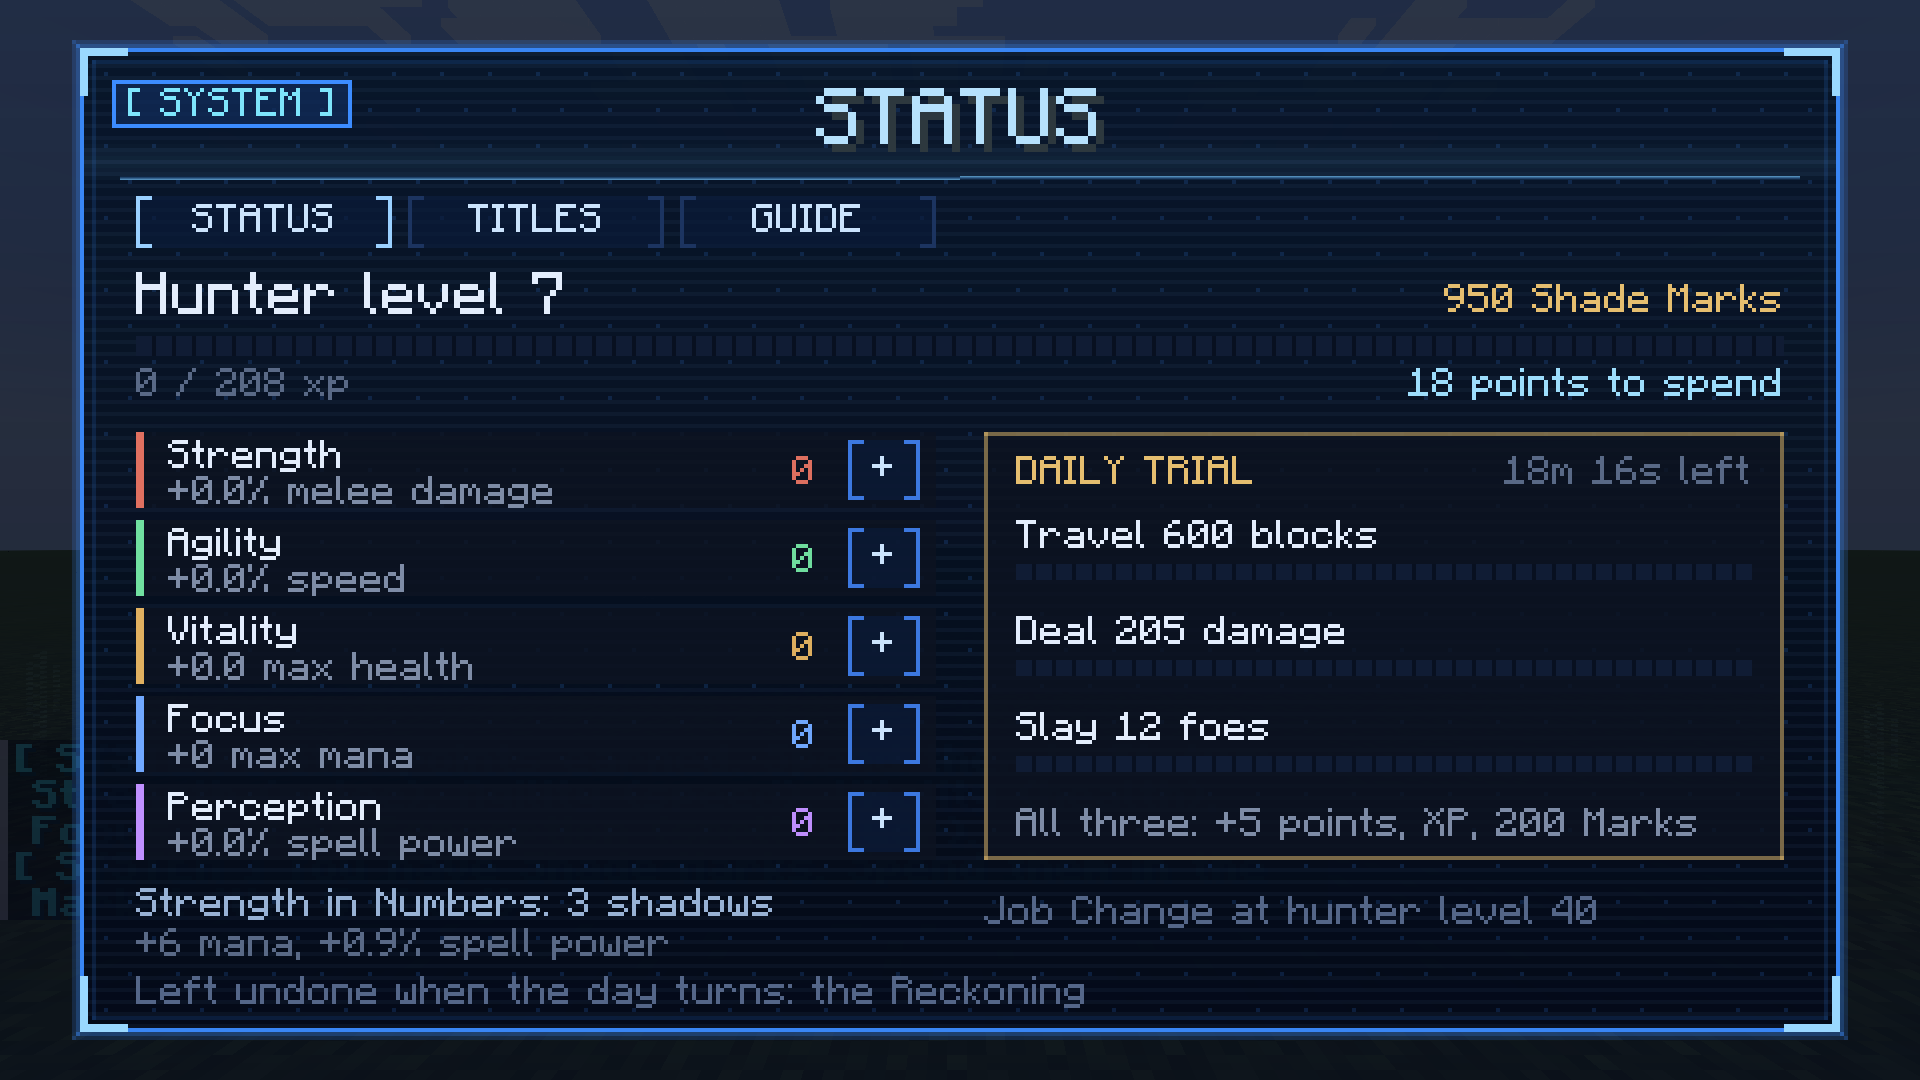 [ SYSTEM ]
STATUS
[ STATUS ] [ TITLES ] [ GUIDE ]
Hunter level 7
950 Shade Marks
0 / 208 xp
18 points to spend
Strength
+0.0% melee damage
0 [+]
Agility
+0.0% speed
0 [+]
Vitality
+0.0 max health
0 [+]
Focus
+0 max mana
0 [+]
Perception
+0.0% spell power
0 [+]
DAILY TRIAL
18m 16s left
Travel 600 blocks
Deal 205 damage
Slay 12 foes
All three: +5 points, XP, 200 Marks
Strength in Numbers: 3 shadows
+6 mana, +0.9% spell power
Job Change at hunter level 40
Left undone when the day turns: the Reckoning